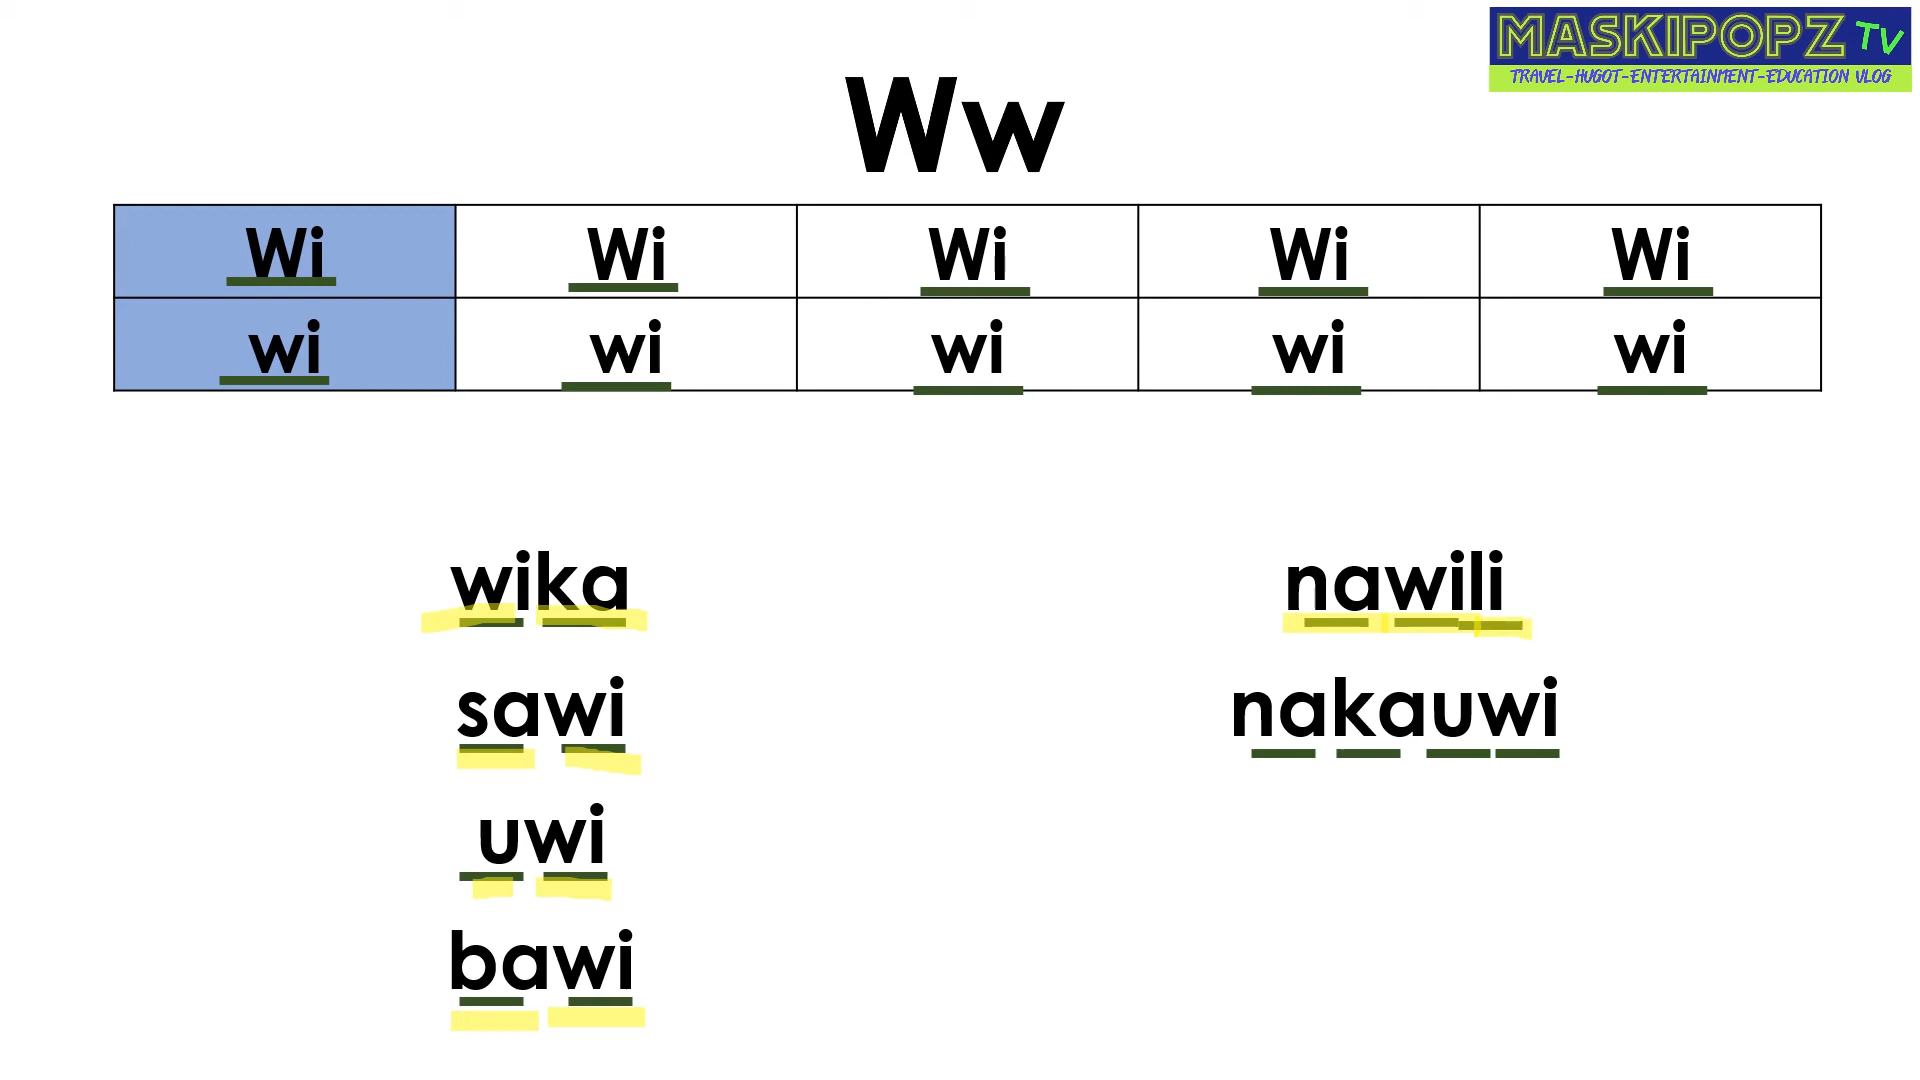 MASKIPOPZ TV
TRAVEL-HUGOT-ENTERTAINMENT-EDUCATION VLOG
Ww
Wi Wi Wi Wi Wi
wi wi wi wi wi
wika
sawi
uwi
bawi
nawili
nakauwi